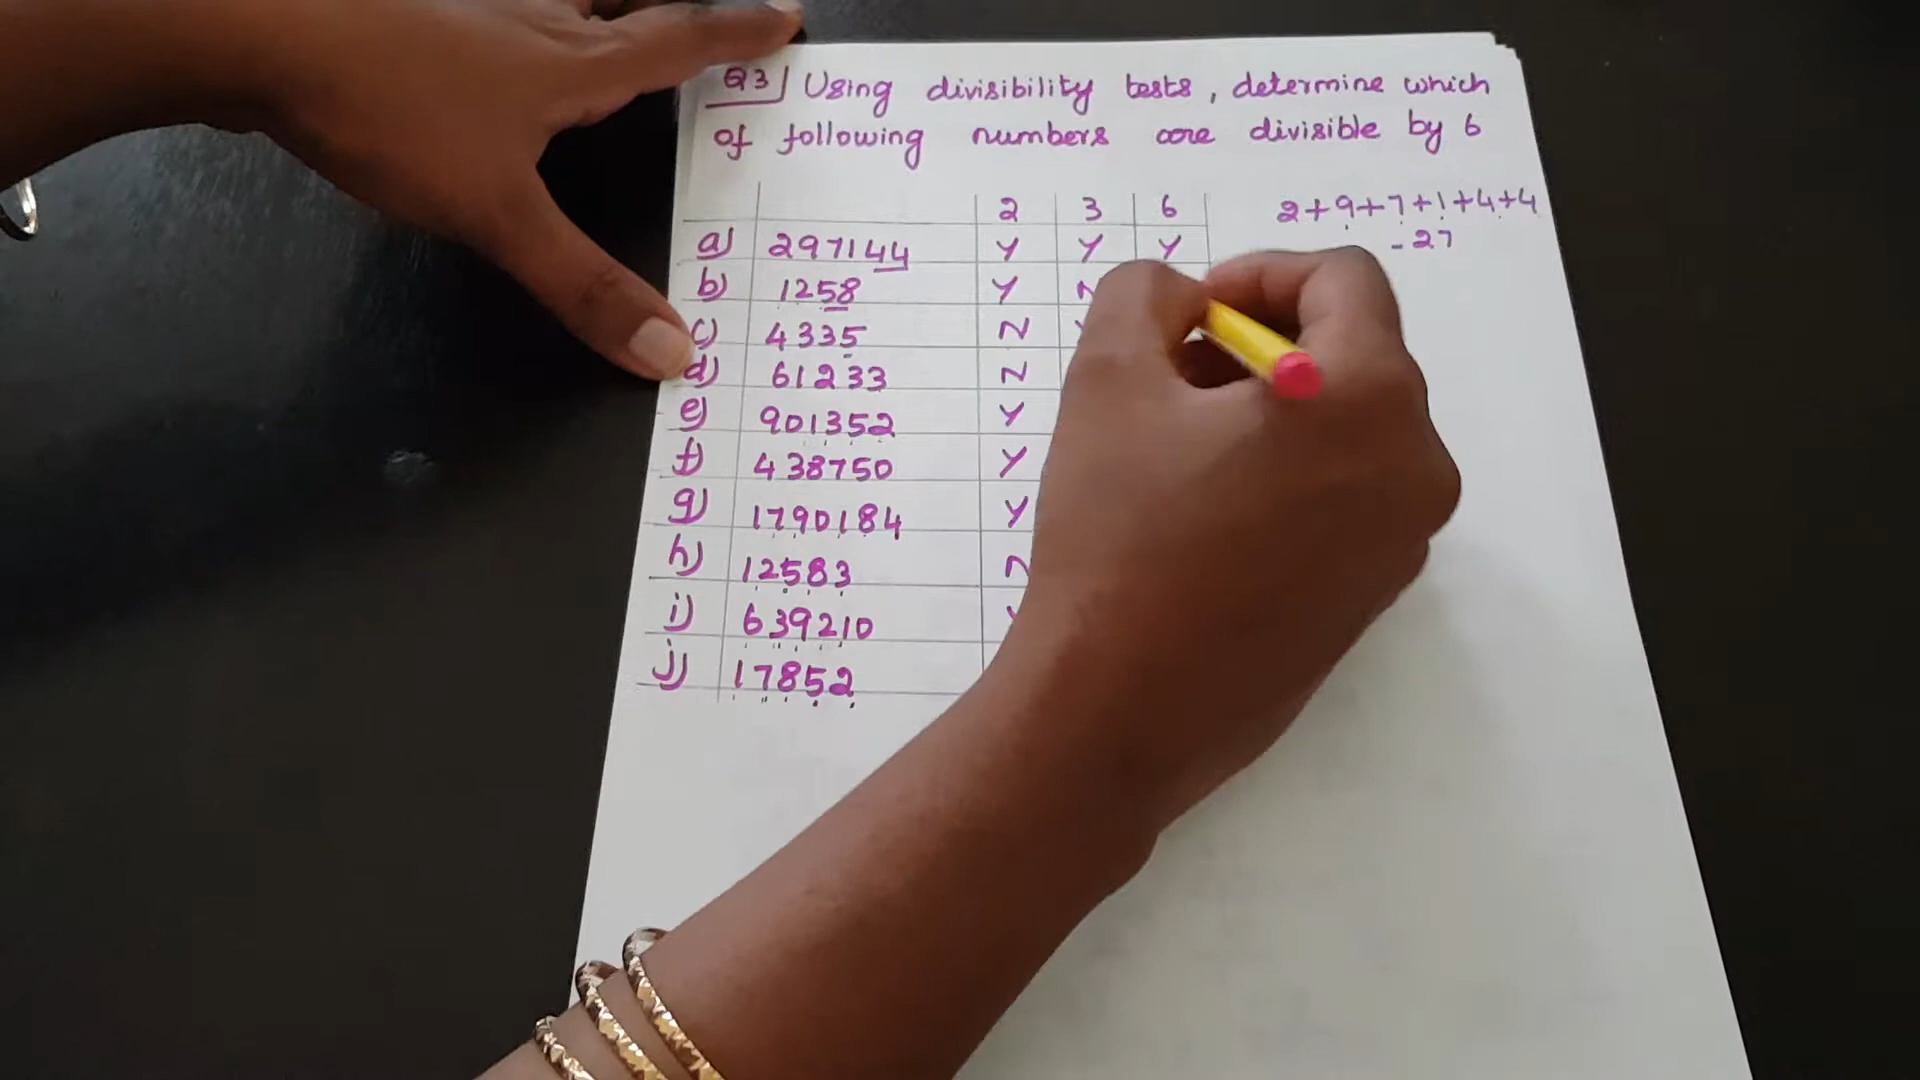 Q3 Using divisibility tests, determine which
of following numbers are divisible by 6
2 3 6
2+9+7+1+4+4
- 27
a) 297144 Y Y Y
b) 1258 Y N
c) 4335 N
d) 61233 N
e) 901352 Y
f) 438750 Y
g) 1790184 Y
h) 12583 N
i) 639210
j) 17852